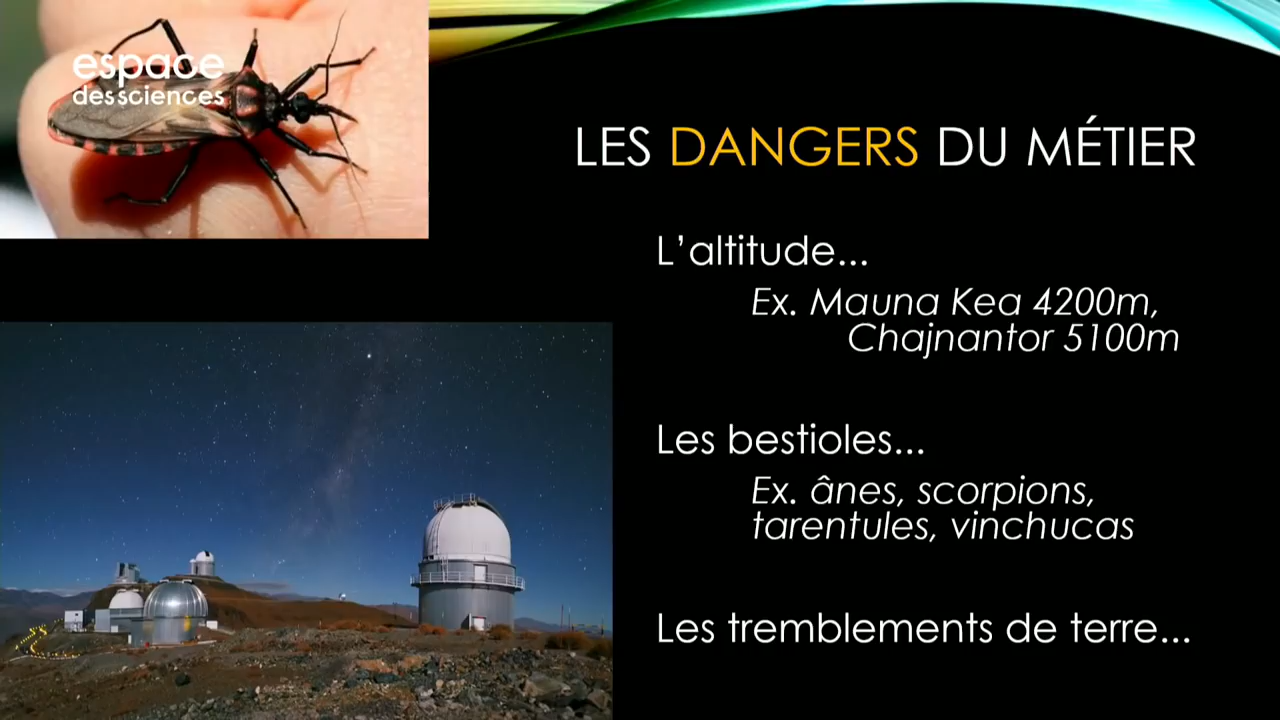 espace
des sciences
LES DANGERS DU MÉTIER
L’altitude...
Ex. Mauna Kea 4200m,
Chajnantor 5100m
Les bestioles...
Ex. ânes, scorpions,
tarentules, vinchucas
Les tremblements de terre...